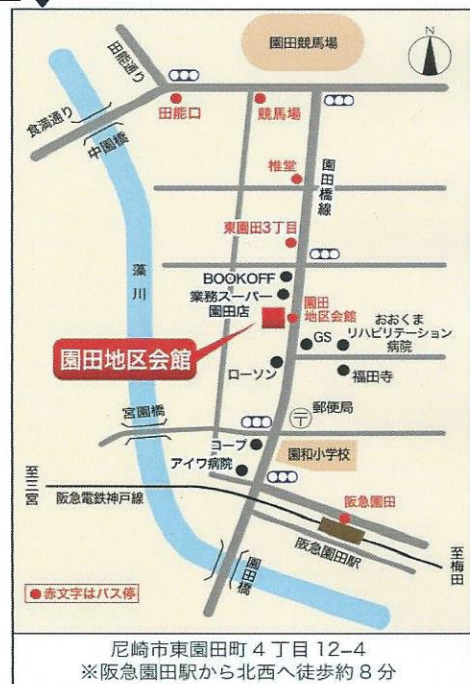 園田競馬場
N
田能通り
食満通り
中園橋
田能口
競馬場
椎堂
園田橋線
東園田3丁目
藻川
BOOKOFF
業務スーパー
園田店
園田
地区会館
おおくま
リハビリテーション
病院
GS
園田地区会館
ローソン
福田寺
宮園橋
〒
郵便局
コープ
アイワ病院
園和小学校
至三宮
阪急電鉄神戸線
阪急園田
阪急園田駅
至梅田
園田橋
●赤文字はバス停
尼崎市東園田町4丁目12–4
※阪急園田駅から北西へ徒歩約8分